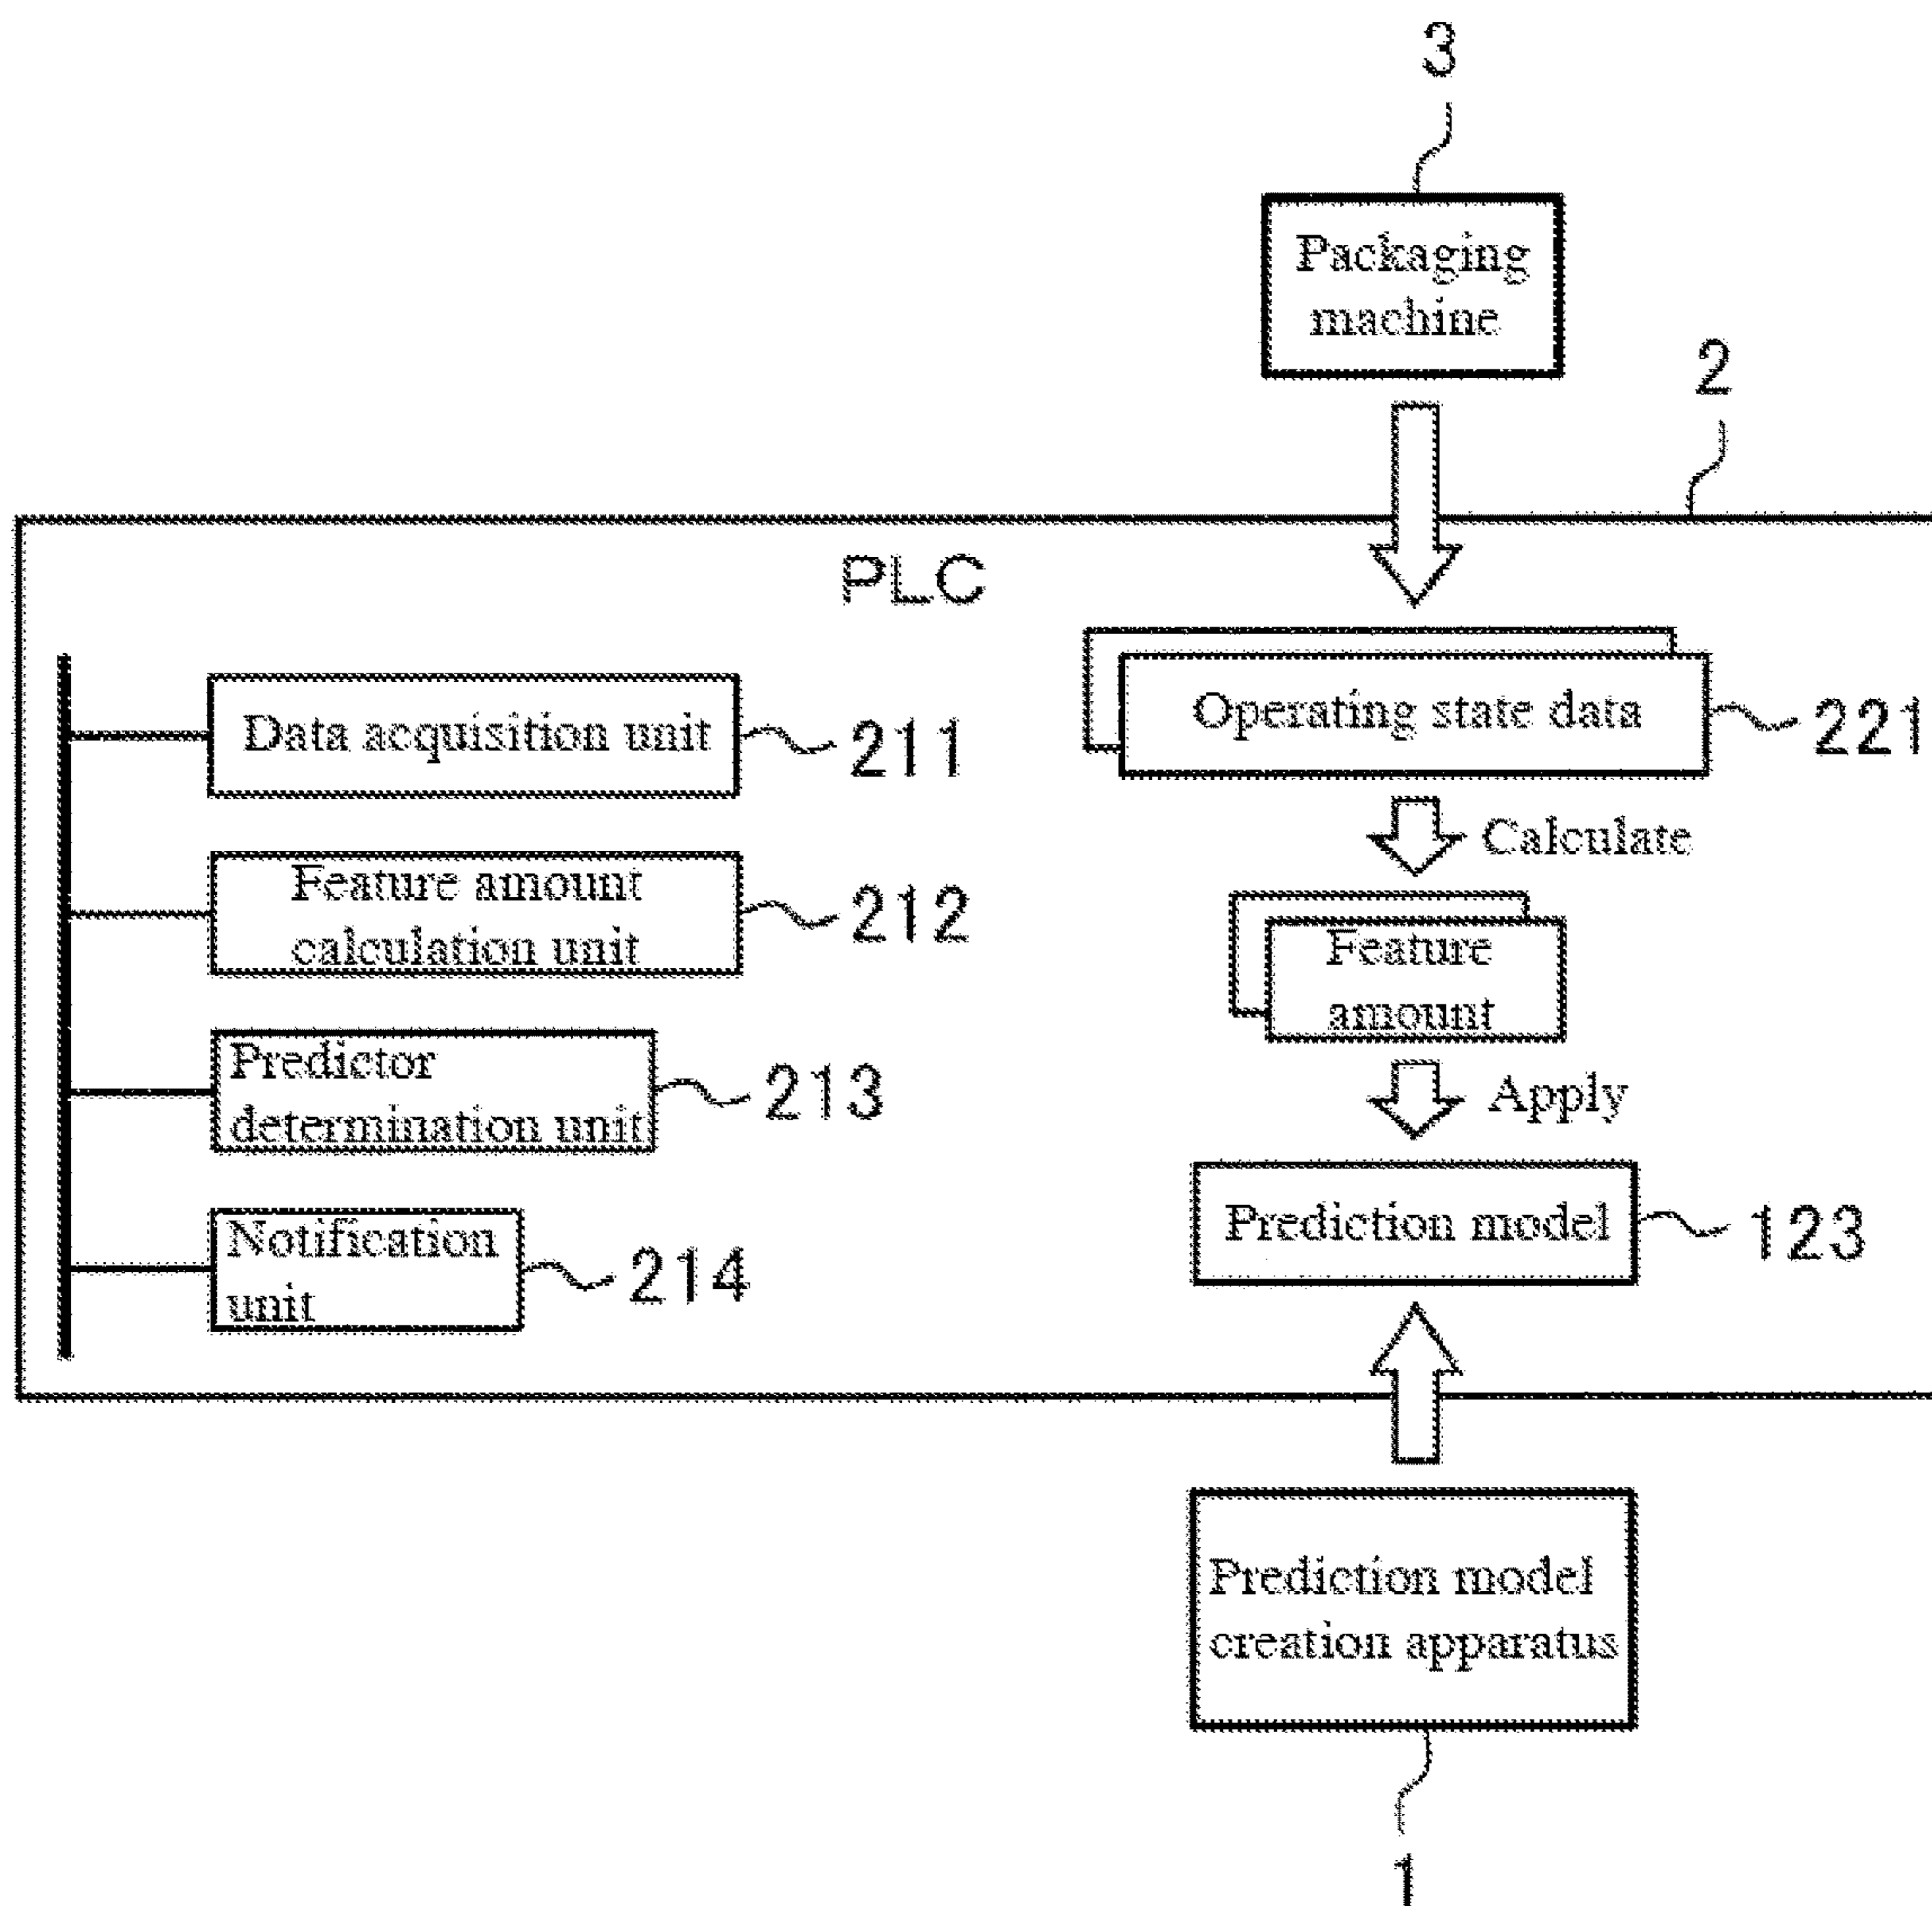 3
Packaging
machine
2
PLC
Data acquisition unit
211
Operating state data
221
Calculate
Feature amount
calculation unit
212
Feature
amount
Predictor
determination unit
213
Apply
Prediction model
123
Notification
unit
214
Prediction model
creation apparatus
1